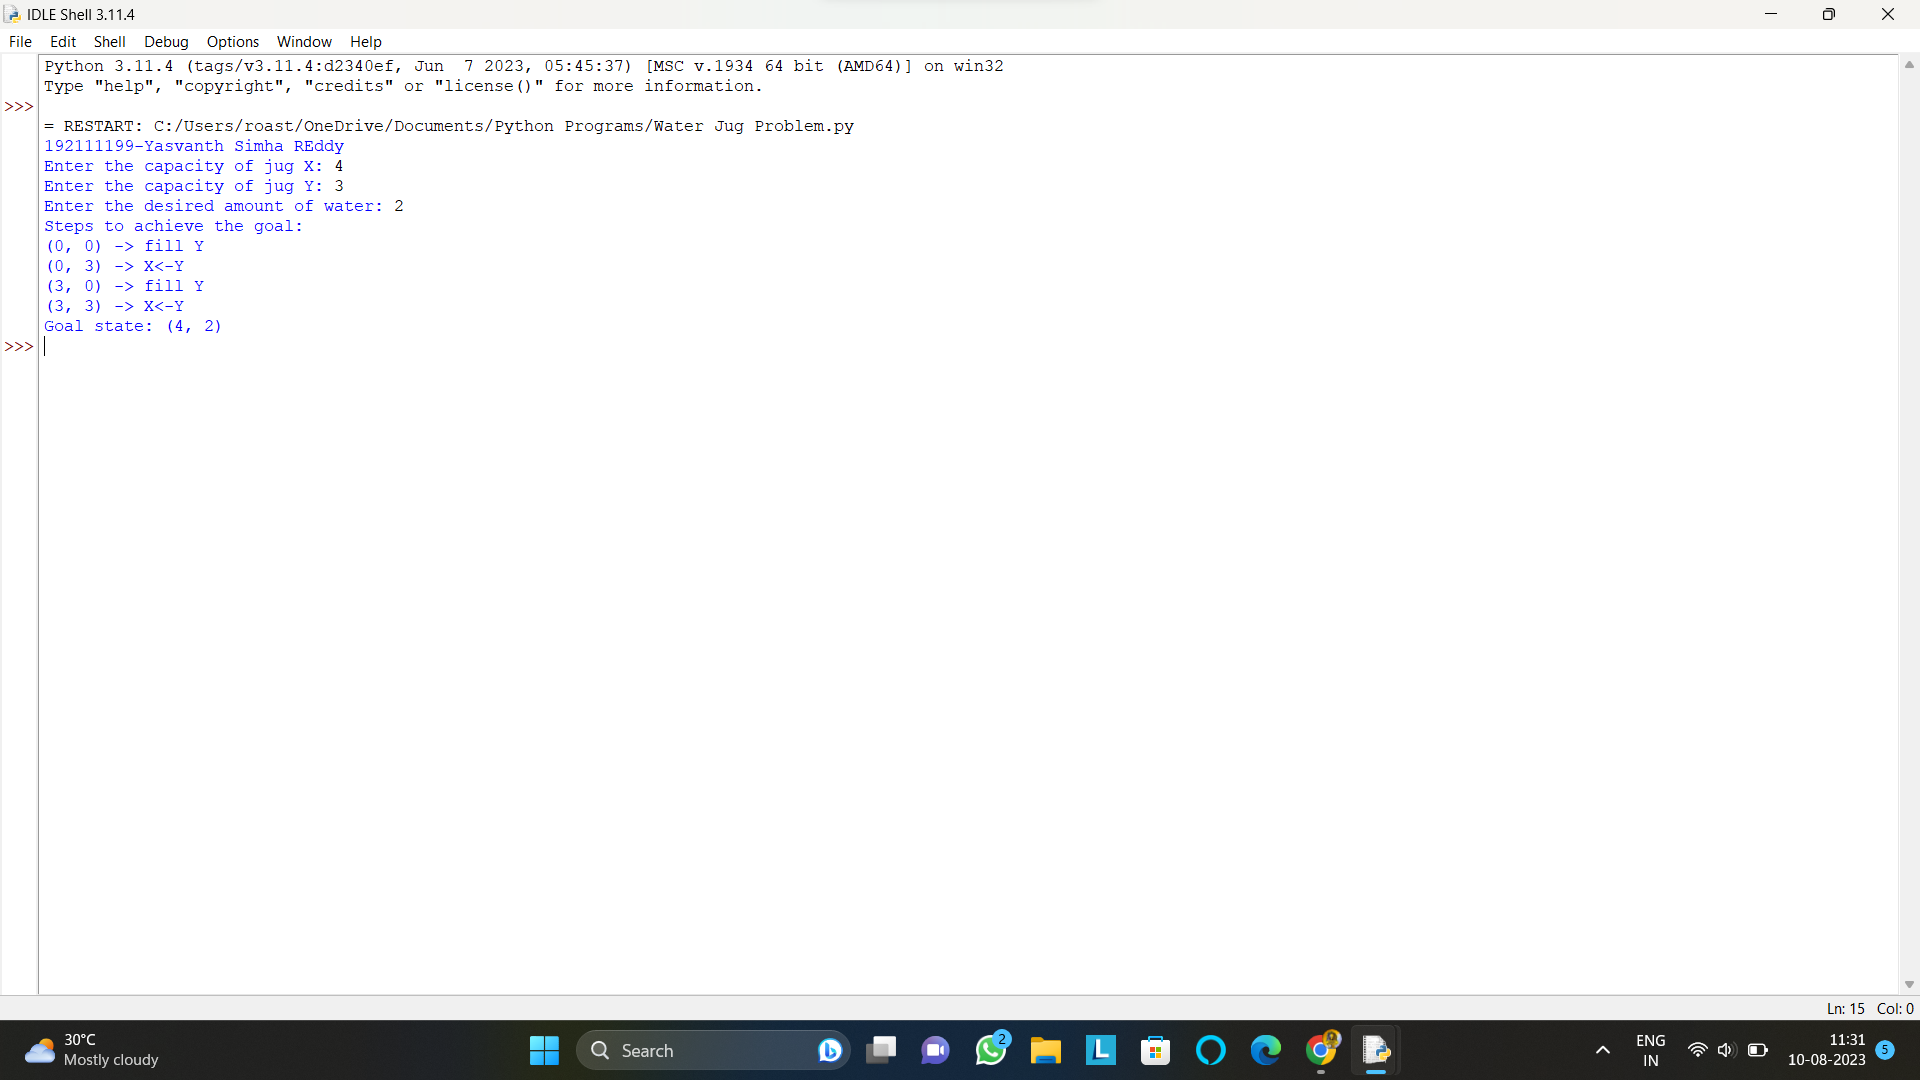 IDLE Shell 3.11.4
File Edit Shell Debug Options Window Help
Python 3.11.4 (tags/v3.11.4:d2340ef, Jun  7 2023, 05:45:37) [MSC v.1934 64 bit (AMD64)] on win32
Type "help", "copyright", "credits" or "license()" for more information.
>>>
= RESTART: C:/Users/roast/OneDrive/Documents/Python Programs/Water Jug Problem.py
192111199-Yasvanth Simha REddy
Enter the capacity of jug X: 4
Enter the capacity of jug Y: 3
Enter the desired amount of water: 2
Steps to achieve the goal:
(0, 0) -> fill Y
(0, 3) -> X<-Y
(3, 0) -> fill Y
(3, 3) -> X<-Y
Goal state: (4, 2)
>>>
Ln: 15 Col: 0
30°C
Mostly cloudy
Search
2
L
ENG
IN
11:31
10-08-2023
5